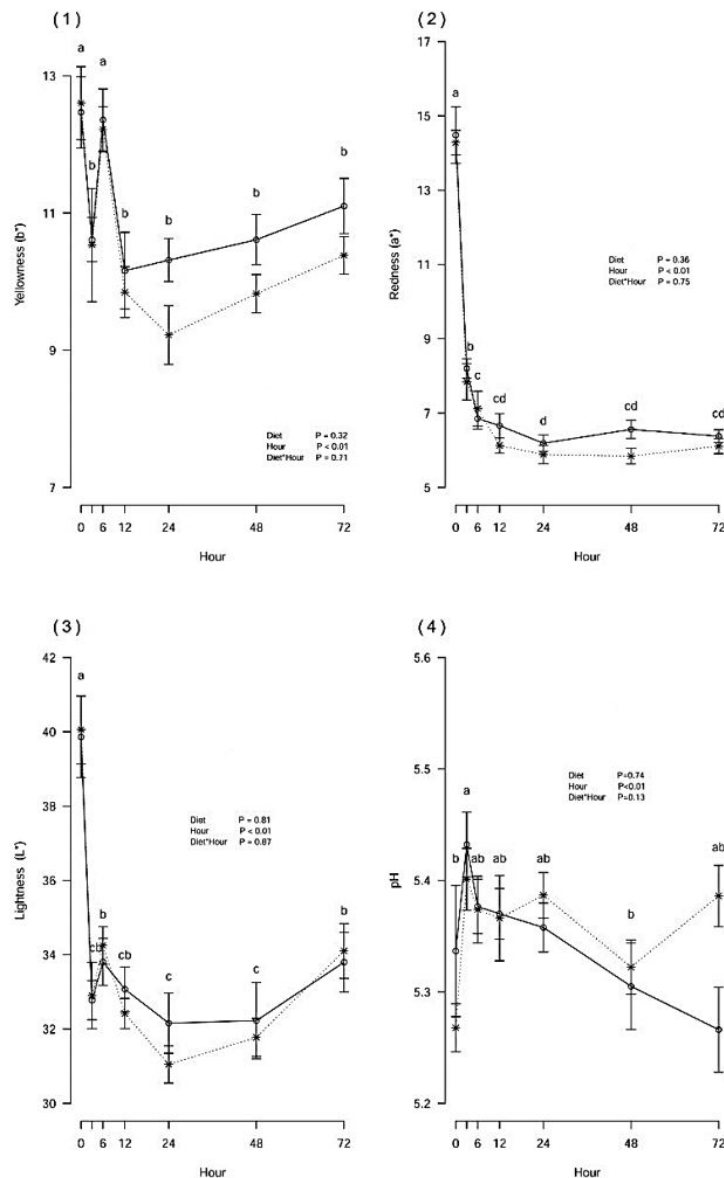 (1)
a
a
13
b
b
b
b
b
11
Yellowness (b*)
9
Diet P = 0.32
Hour P < 0.01
Diet*Hour P = 0.71
7
0 6 12 24 48 72
Hour
(2)
17
a
15
13
Redness (a*)
11
Diet P = 0.36
Hour P < 0.01
Diet*Hour P = 0.75
9
b
c
cd
d
cd
cd
7
5
0 6 12 24 48 72
Hour
(3)
42
a
40
38
Diet P = 0.81
Hour P < 0.01
Diet*Hour P = 0.87
36
Lightness (L*)
cb
b
cb
c
c
b
34
32
30
0 6 12 24 48 72
Hour
(4)
5.6
5.5
Diet P=0.74
Hour P<0.01
Diet*Hour P=0.13
a
b
ab
ab
ab
b
ab
5.4
pH
5.3
5.2
0 6 12 24 48 72
Hour